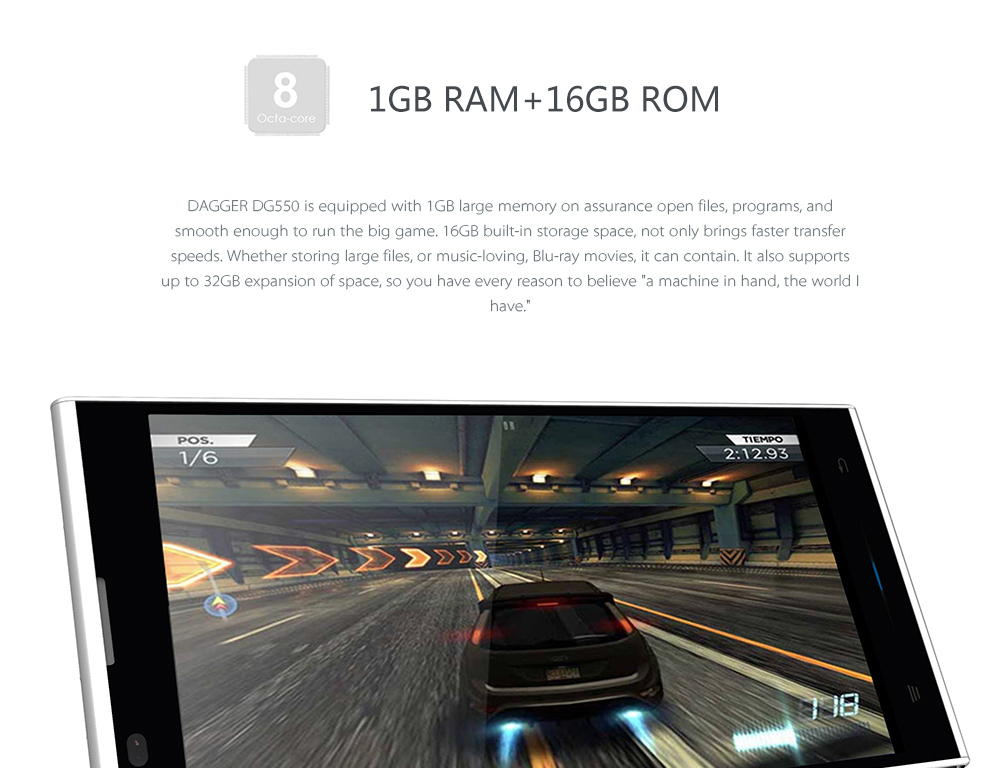 8
Octa-core
1GB RAM+16GB ROM
DAGGER DG550 is equipped with 1GB large memory on assurance open files, programs, and
smooth enough to run the big game. 16GB built-in storage space, not only brings faster transfer
speeds. Whether storing large files, or music-loving, Blu-ray movies, it can contain. It also supports
up to 32GB expansion of space, so you have every reason to believe "a machine in hand, the world I
have."
POS.
1/6
TIEMPO
2:12.93
118